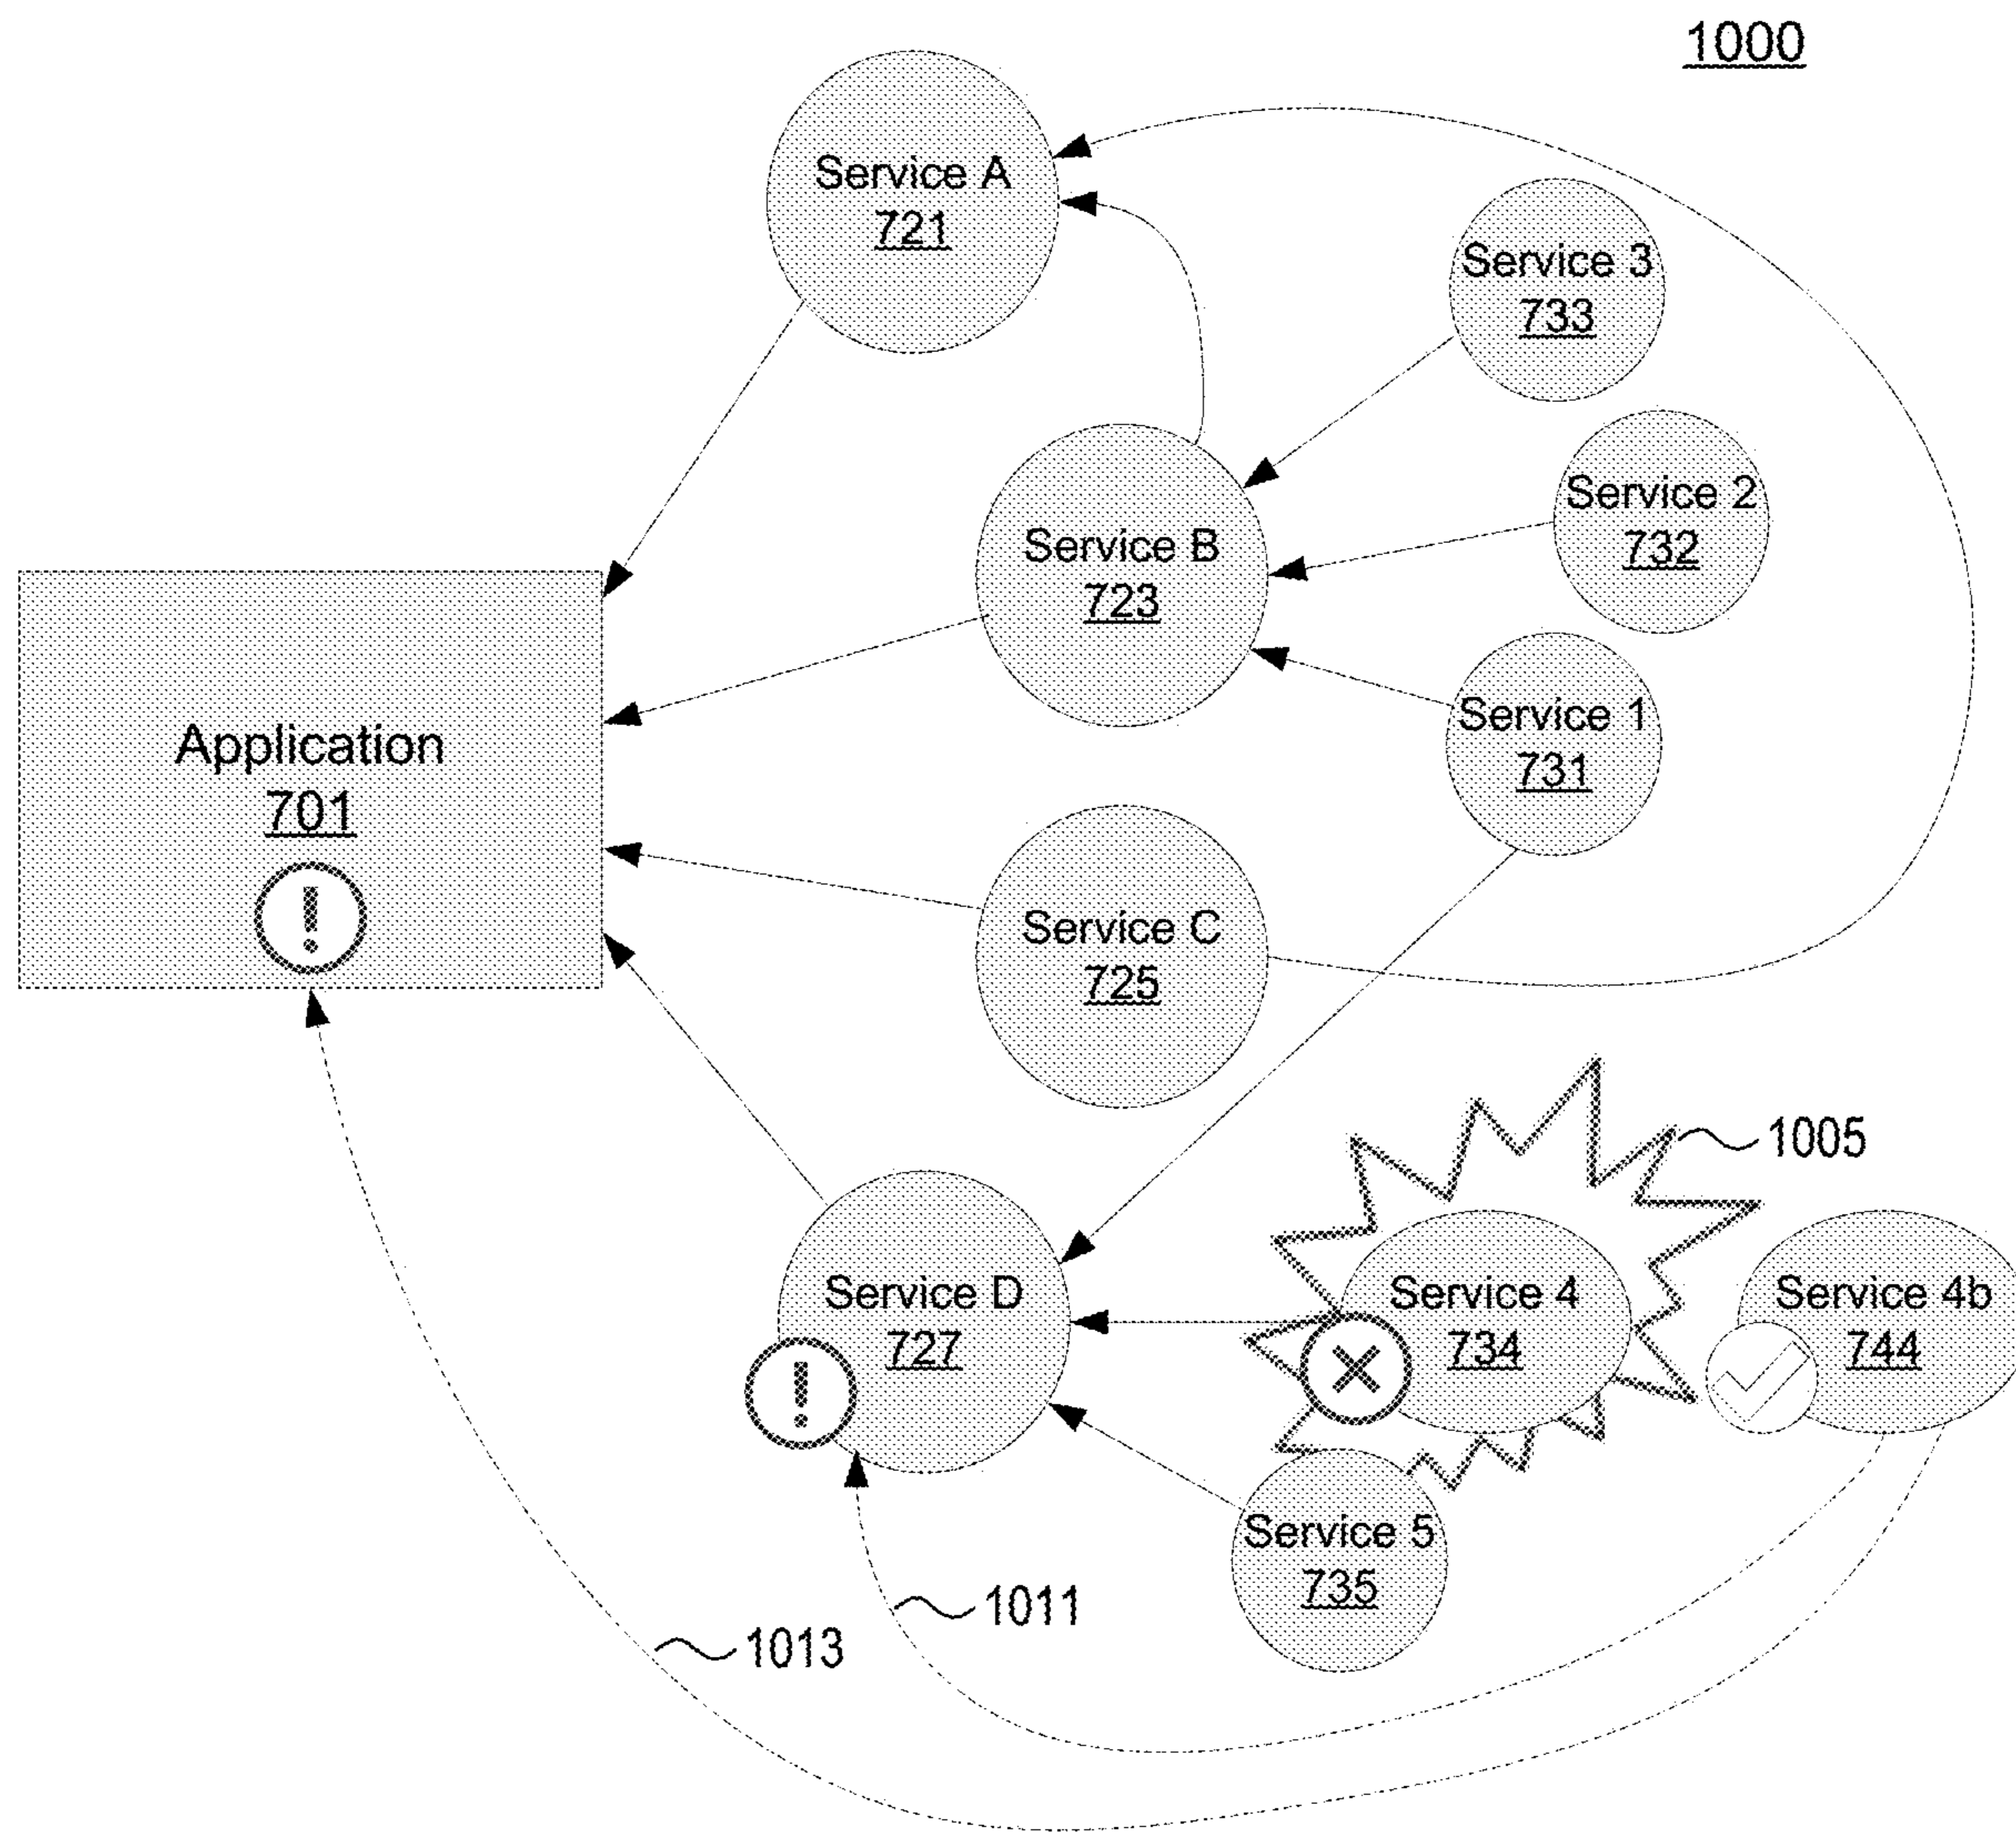 1000
Service A
721
Service 3
733
Service 2
732
Service B
723
Service 1
731
Application
701
!
Service C
725
1005
Service D
727
!
Service 4
734
Service 4b
744
Service 5
735
1011
1013